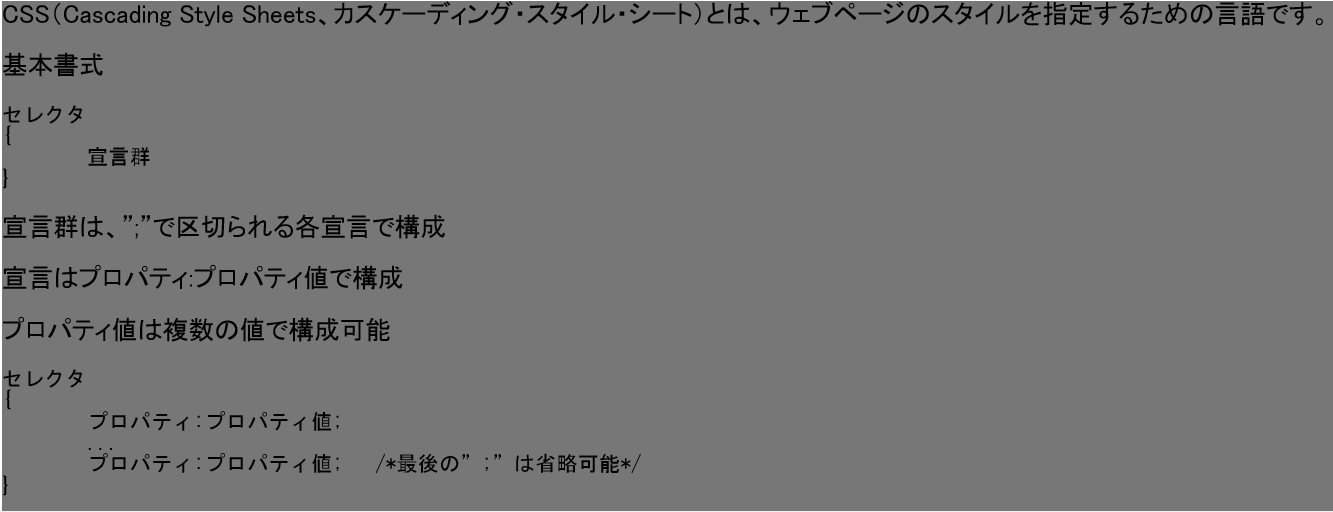 CSS(Cascading Style Sheets、カスケーディング・スタイル・シート)とは、ウェブページのスタイルを指定するための言語です。
基本書式
セレクタ
{
宣言群
}
宣言群は、”;”で区切られる各宣言で構成
宣言はプロパティ:プロパティ値で構成
プロパティ値は複数の値で構成可能
セレクタ
{
プロパティ:プロパティ値;
...
プロパティ:プロパティ値; /*最後の”;”は省略可能*/
}